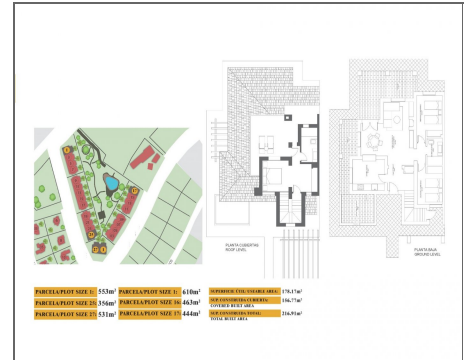 PLANTA CUBIERTAS
ROOF LEVEL
PLANTA BAJA
GROUND LEVEL
PARCELA/PLOT SIZE 1: 553m² PARCELA/PLOT SIZE 1: 610m² SUPERFICIE UTIL/ USEABLE AREA: 178,17m²
PARCELA/PLOT SIZE 25: 356m² PARCELA/PLOT SIZE 16: 463m² SUP. CONSTRUIDA CUBIERTA: 186,77m²
COVERED BUILT AREA
PARCELA/PLOT SIZE 27: 531m² PARCELA/PLOT SIZE 17: 444m² SUP. CONSTRUIDA TOTAL: 216,91m²
TOTAL BUILT AREA